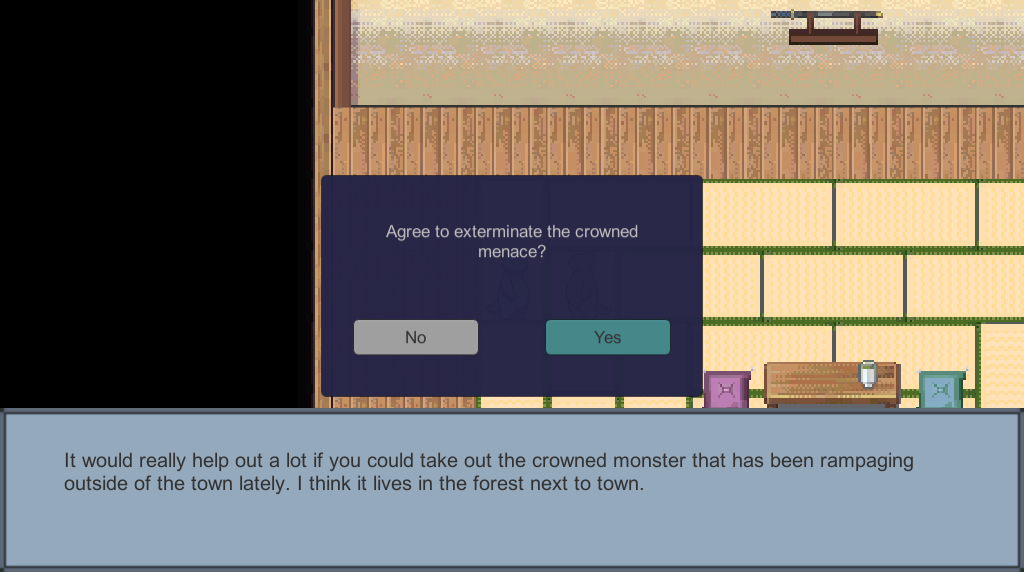 Agree to exterminate the crowned
menace?
No
Yes
It would really help out a lot if you could take out the crowned monster that has been rampaging
outside of the town lately. I think it lives in the forest next to town.